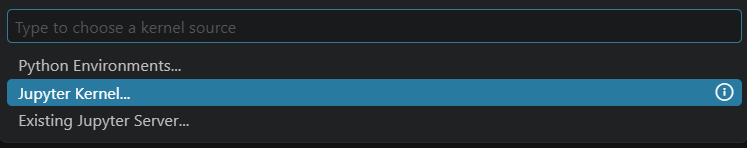 Type to choose a kernel source
Python Environments...
Jupyter Kernel...
Existing Jupyter Server...